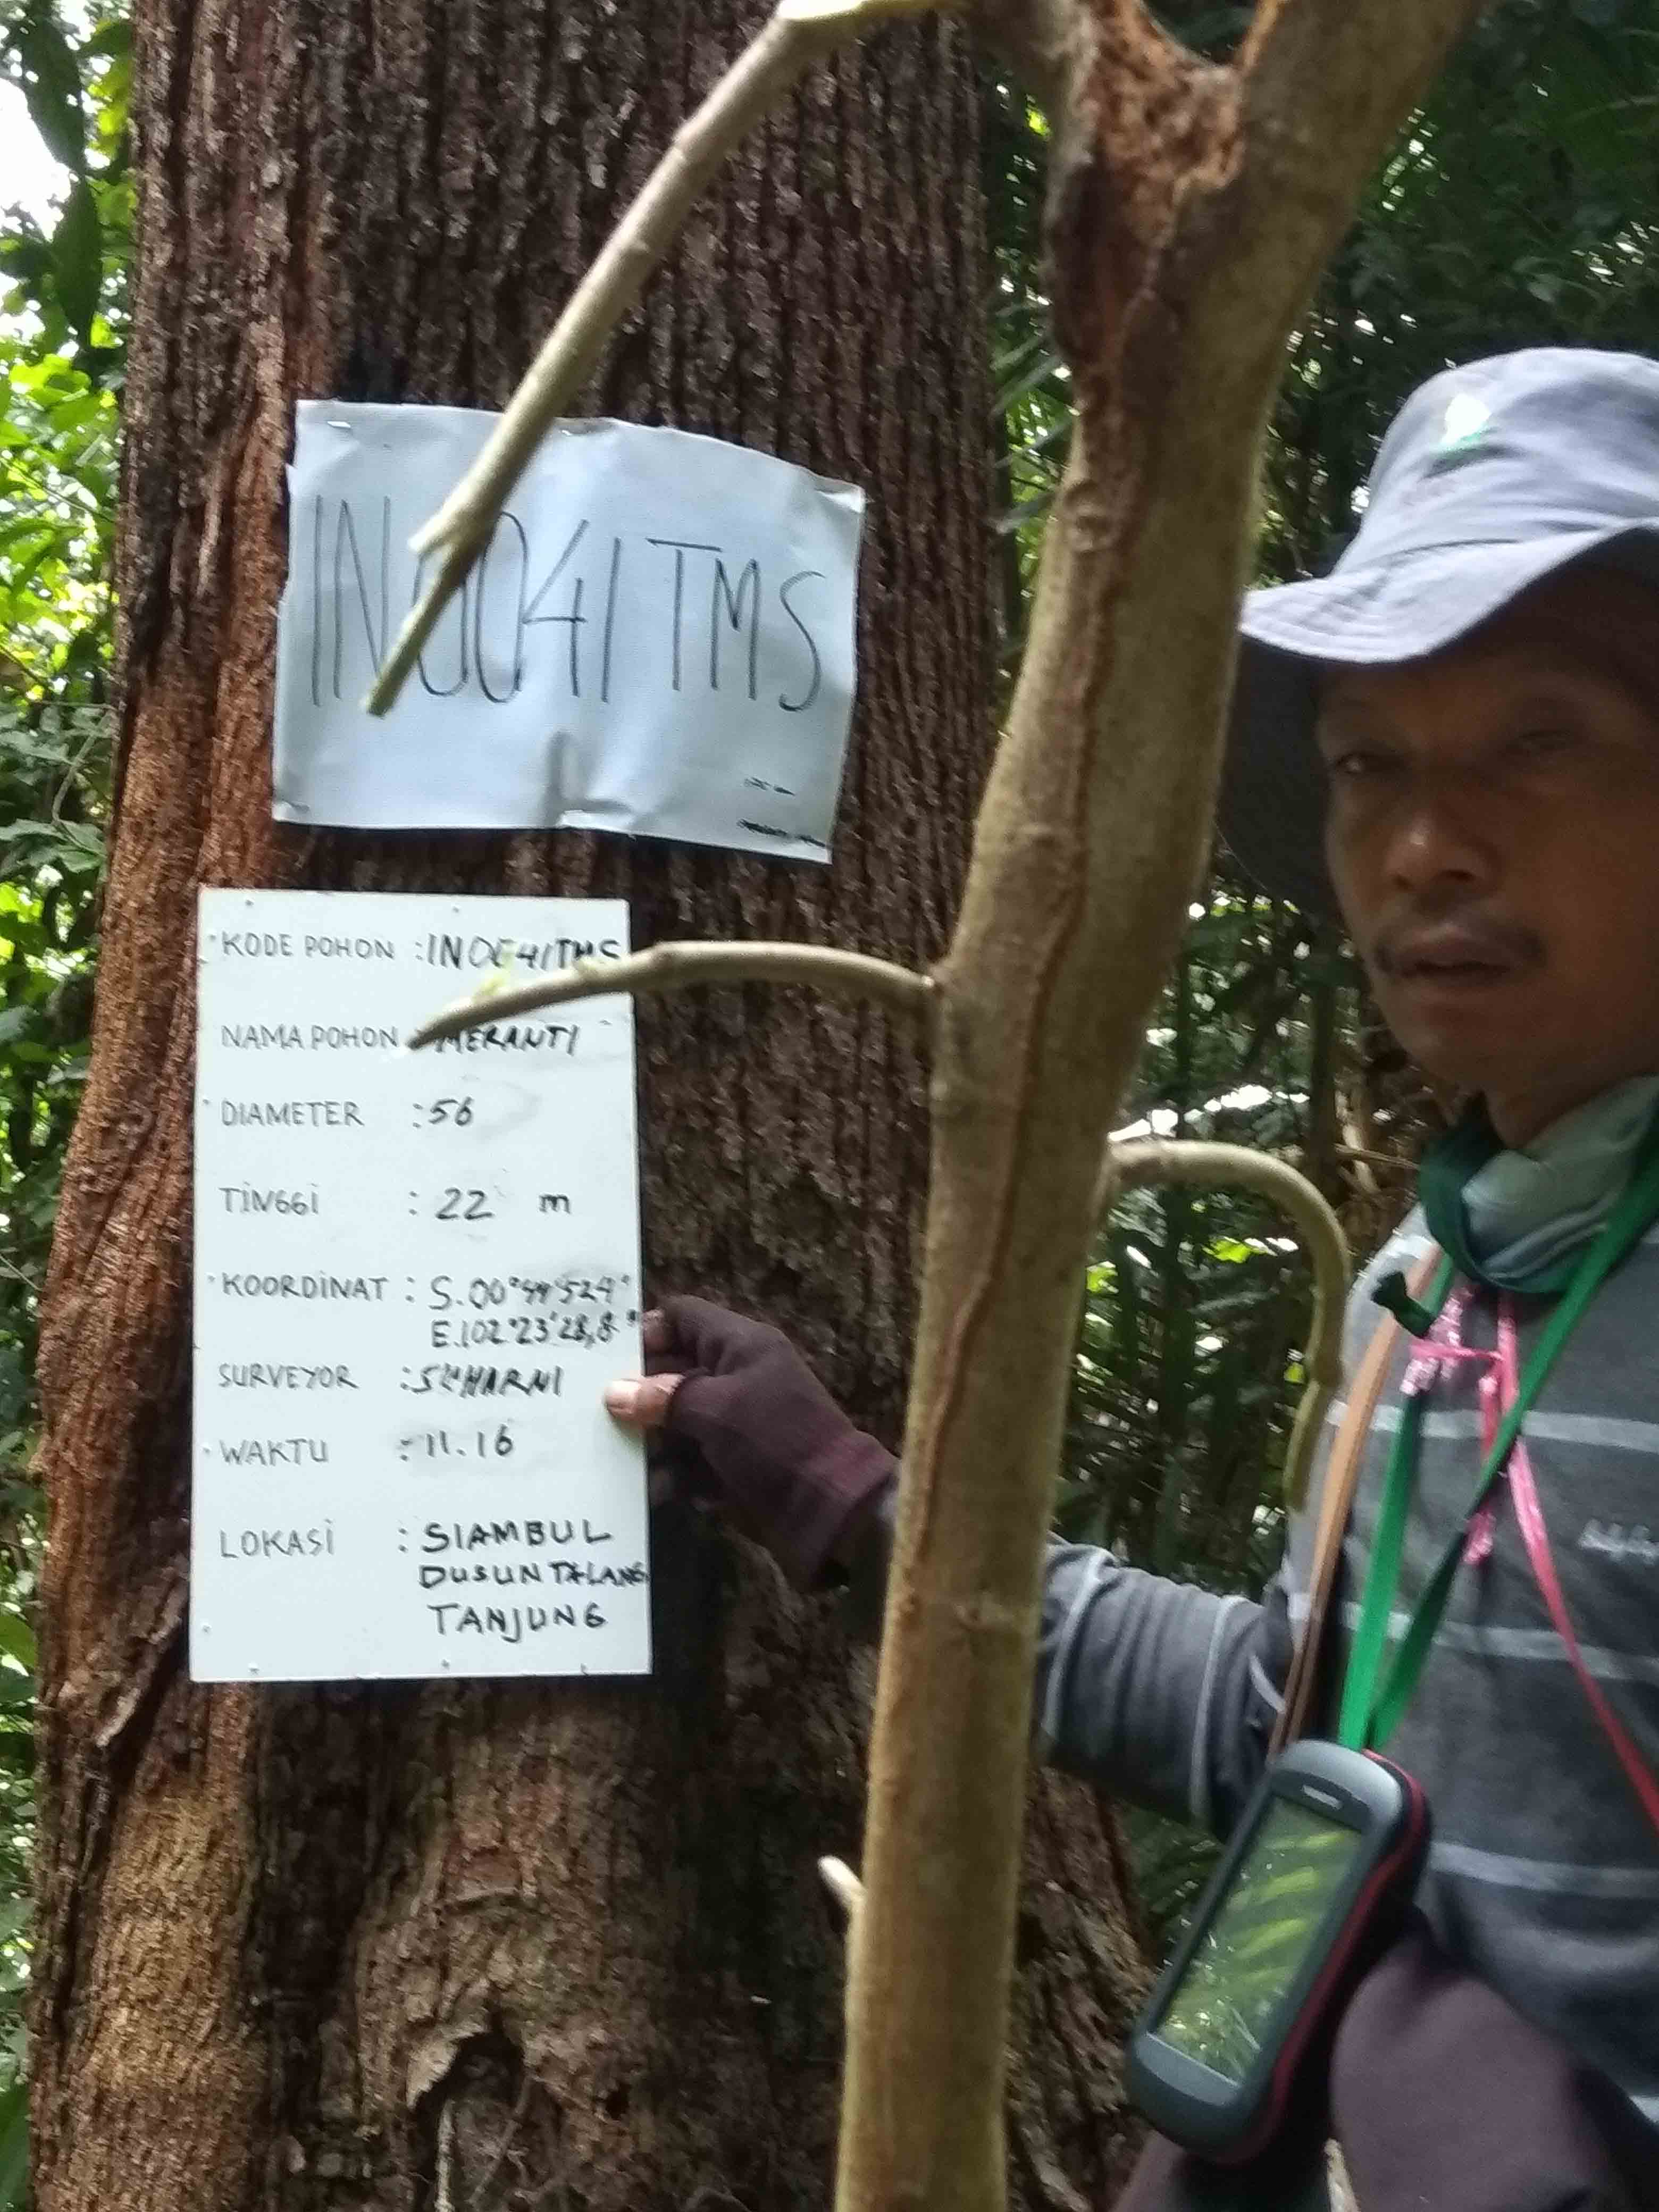 IN0041TMS
KODE POHON : IN0041TMS
NAMA POHON : MERANTI
DIAMETER : 56
TINGGI : 22 m
KOORDINAT : S.00°44'52,4"
E.102°23'28,8"
SURVEYOR : SUHARNI
WAKTU : 11.16
LOKASI : SIAMBUL
DUSUN TALANG
TANJUNG